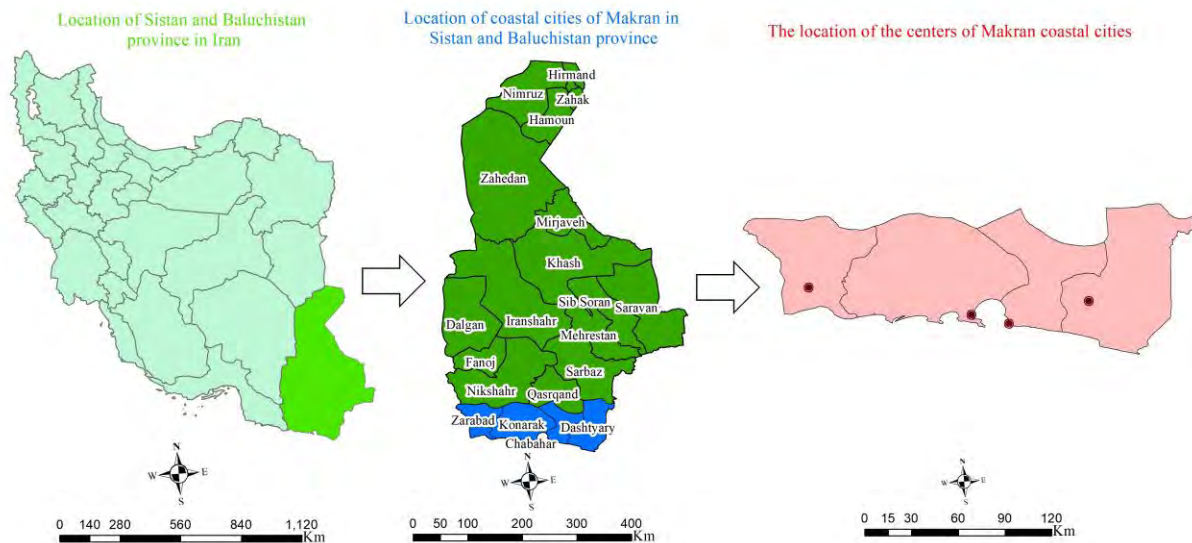 Location of Sistan and Baluchistan
province in Iran
Location of coastal cities of Makran in
Sistan and Baluchistan province
The location of the centers of Makran coastal cities
Hirmand
Nimruz
Zahak
Hamoun
Zahedan
Mirjaveh
Khash
Sib Soran
Saravan
Dalgan
Iranshahr
Mehrestan
Fanoj
Sarbaz
Nikshahr
Qasrqand
Zarabad
Konarak
Dashtyary
Chabahar
N
W E
S
0 140 280 560 840 1,120
Km
N
W E
S
0 50 100 200 300 400
Km
N
W E
S
0 15 30 60 90 120
Km